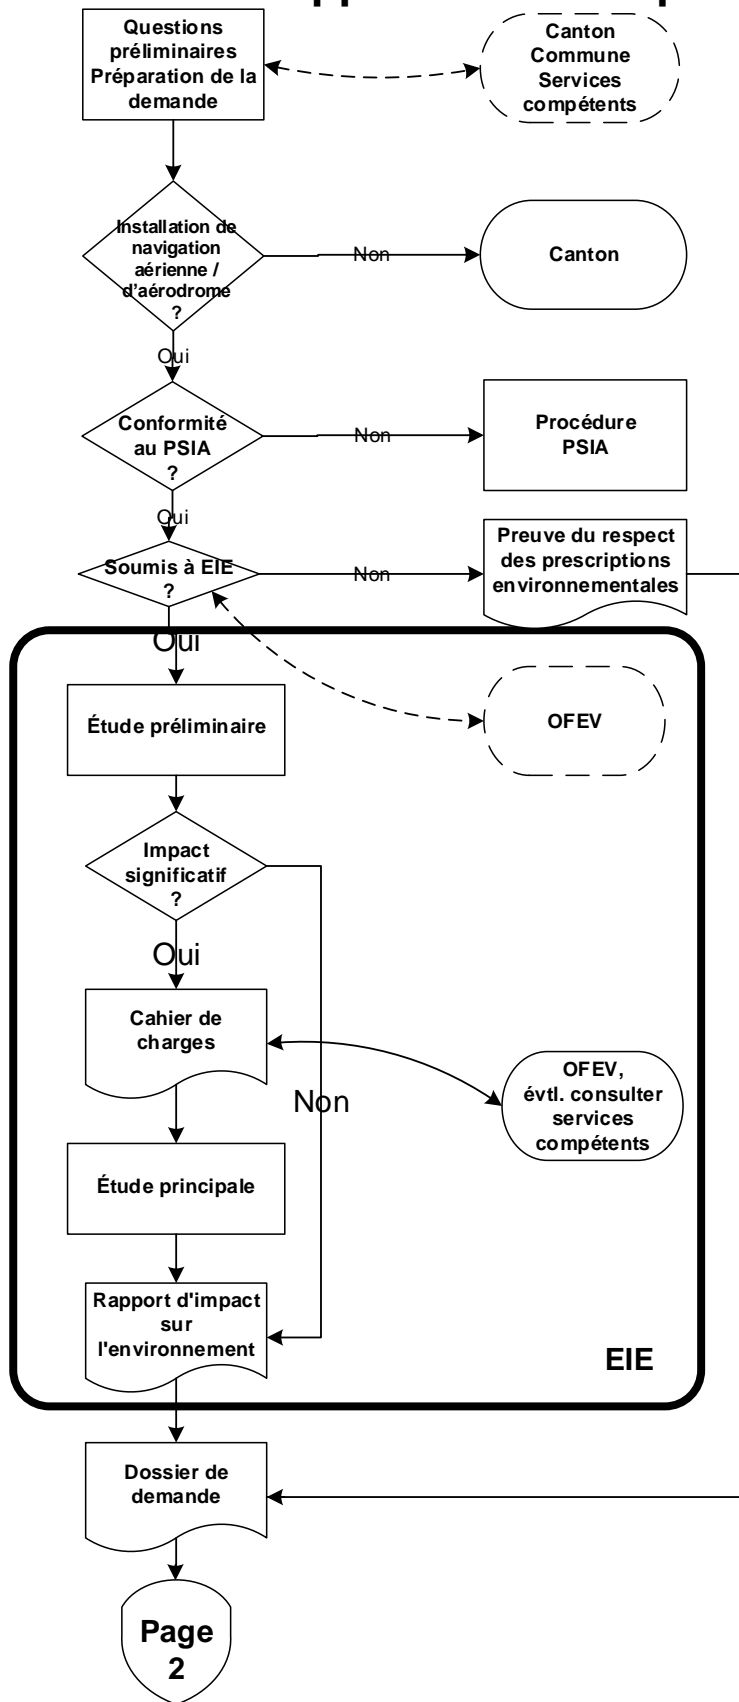 Questions
préliminaires
Préparation de la
demande
Canton
Commune
Services
compétents
Installation de
navigation
aérienne /
d'aérodrome
?
Non
Canton
Oui
Conformité
au PSIA
?
Non
Procédure
PSIA
Oui
Soumis à EIE
?
Non
Preuve du respect
des prescriptions
environnementales
Oui
Étude préliminaire
OFEV
Impact
significatif
?
Oui
Cahier de
charges
Non
OFEV,
évtl. consulter
services
compétents
Étude principale
Rapport d'impact
sur
l'environnement
EIE
Dossier de
demande
Page
2